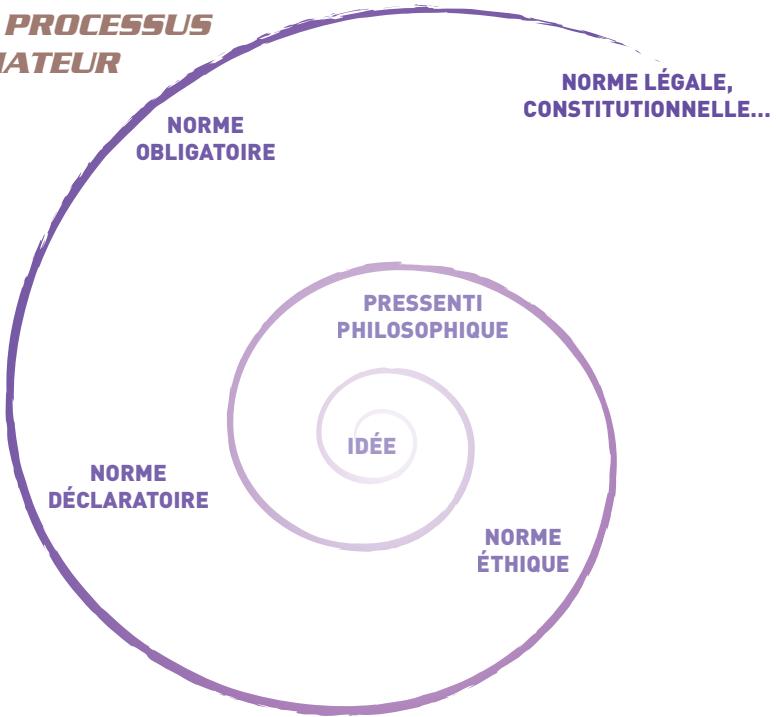 PROCESSUS
NORME LÉGALE,
CONSTITUTIONNELLE...
NORME
OBLIGATOIRE
PRESSENTI
PHILOSOPHIQUE
IDÉE
NORME
DÉCLARATOIRE
NORME
ÉTHIQUE